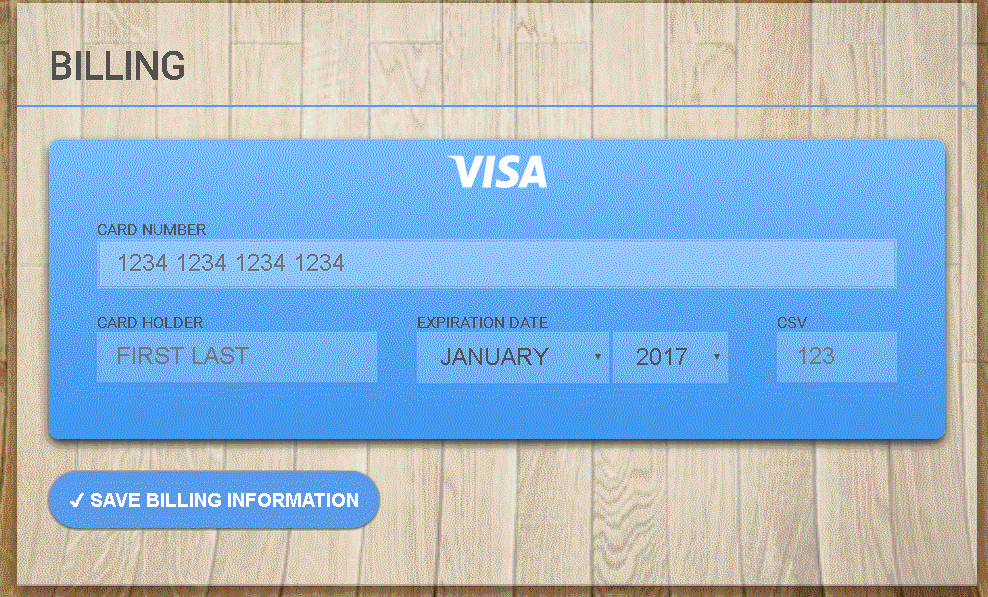 BILLING
VISA
CARD NUMBER
1234 1234 1234 1234
CARD HOLDER
EXPIRATION DATE
CSV
FIRST LAST
JANUARY
2017
123
✓ SAVE BILLING INFORMATION